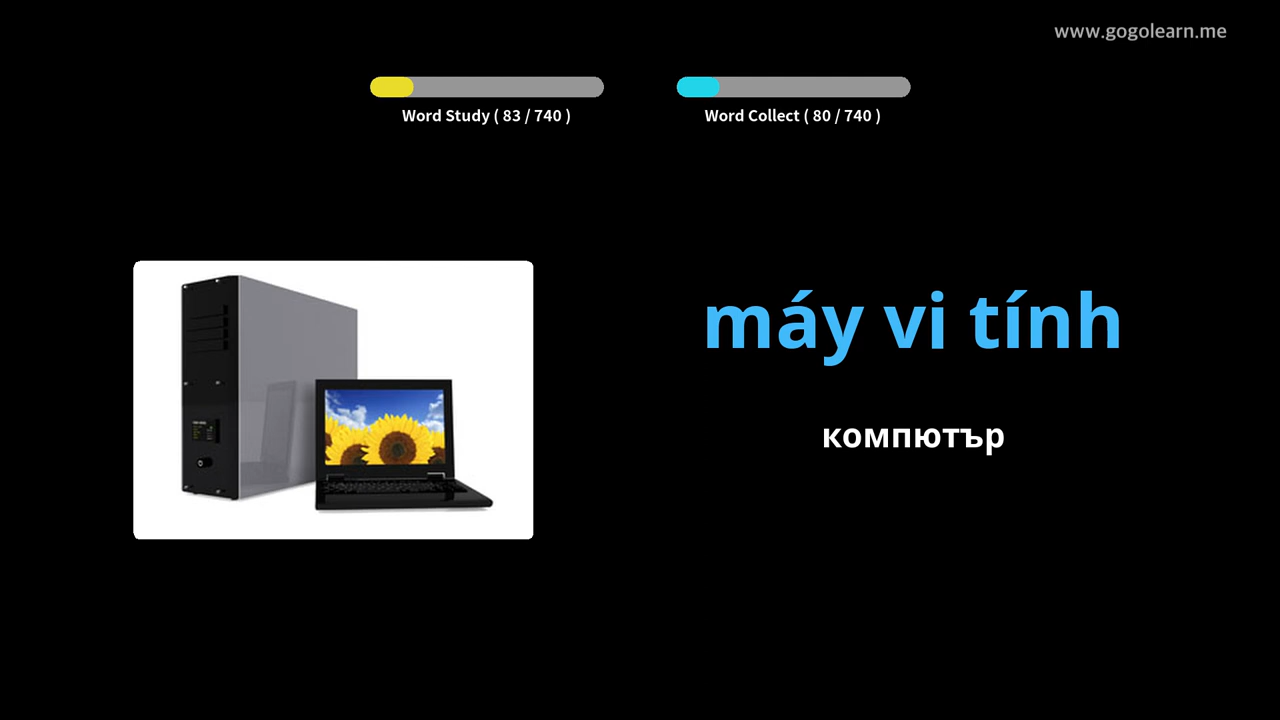 www.gogolearn.me
Word Study ( 83 / 740 )
Word Collect ( 80 / 740 )
máy vi tính
компютър